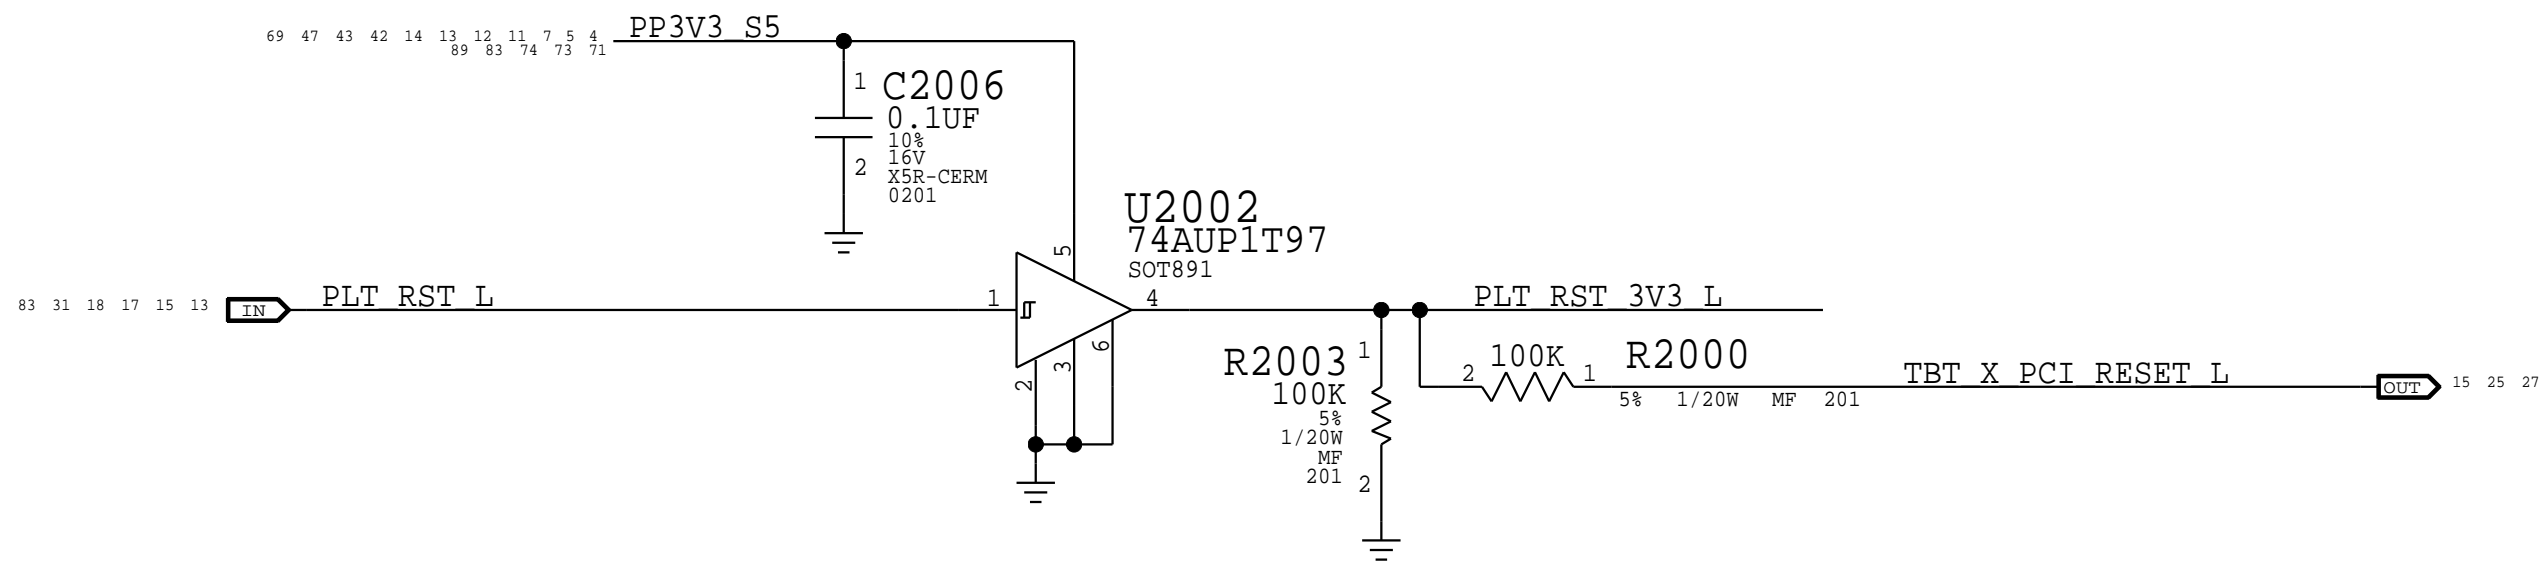 69 47 43 42 14 13 12 11 7 5 4
89 83 74 73 71
PP3V3_S5
1
C2006
0.1UF
10%
16V
2
X5R-CERM
0201
U2002
74AUP1T97
SOT891
5
83 31 18 17 15 13
IN
PLT_RST_L
1
4
PLT_RST_3V3_L
2
3
6
R2003
1
100K
5%
1/20W
MF
201
2
2
100K
1
R2000
5% 1/20W MF 201
TBT_X_PCI_RESET_L
OUT
15 25 27